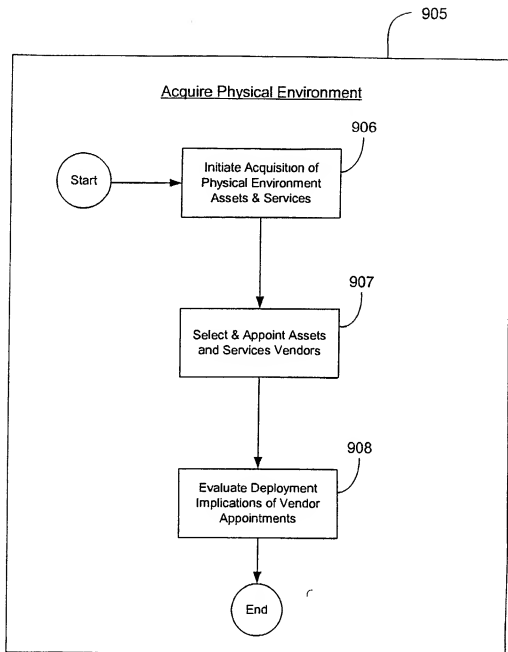 905
Acquire Physical Environment
906
Start
Initiate Acquisition of
Physical Environment
Assets & Services
907
Select & Appoint Assets
and Services Vendors
908
Evaluate Deployment
Implications of Vendor
Appointments
End